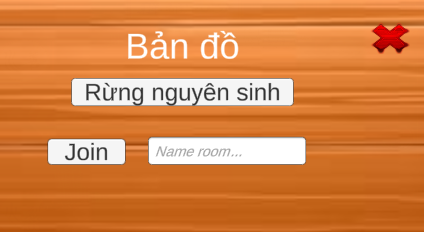 Bản đồ
Rừng nguyên sinh
Join
Name room...